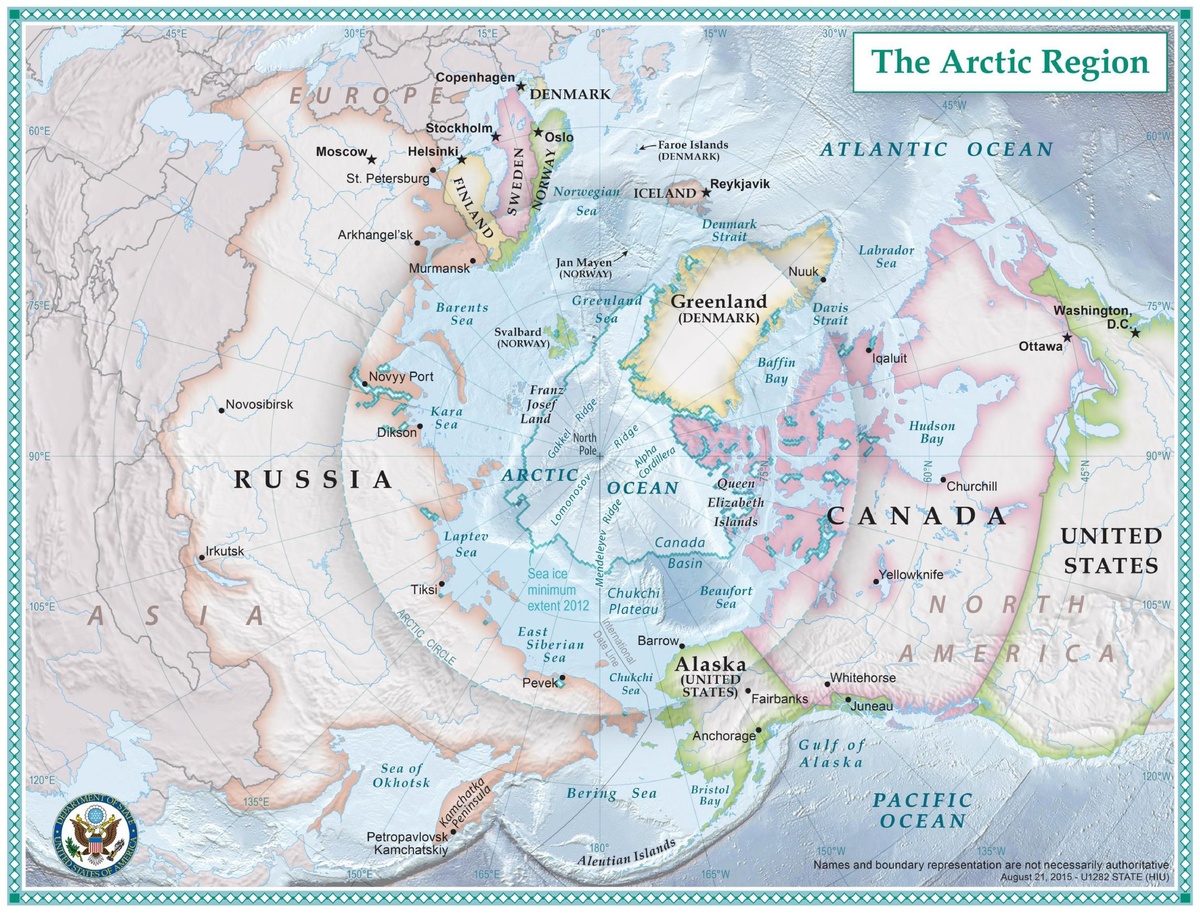 The Arctic Region
45°E
30°E
15°E
0°
15°W
30°W
45°W
60°W
60°E
EUROPE
Copenhagen
DENMARK
Stockholm
Oslo
Moscow
Helsinki
St. Petersburg
SWEDEN
NORWAY
FINLAND
Faroe Islands
(DENMARK)
ATLANTIC OCEAN
Norwegian
Sea
ICELAND
Reykjavik
Denmark
Strait
Labrador
Sea
Arkhangel'sk
Murmansk
Jan Mayen
(NORWAY)
Nuuk
75°E
Barents
Sea
Greenland
Sea
Greenland
(DENMARK)
Davis
Strait
75°W
Washington,
D.C.
Svalbard
(NORWAY)
Ottawa
Iqaluit
Baffin
Bay
Novyy Port
Franz
Josef
Land
Novosibirsk
Kara
Sea
Dikson
Gakkel Ridge
North
Pole
Lomonosov Ridge
Alpha
Cordillera
Mendeleyev Ridge
Hudson
Bay
90°E
90°W
75°N
60°N
45°N
RUSSIA
ARCTIC
OCEAN
Queen
Elizabeth
Islands
Churchill
CANADA
UNITED
STATES
Irkutsk
Laptev
Sea
Canada
Basin
Tiksi
Sea ice
minimum
extent 2012
Chukchi
Plateau
Beaufort
Sea
Yellowknife
105°E
105°W
ASIA
NORTH
AMERICA
ARCTIC CIRCLE
East
Siberian
Sea
International
Date Line
Barrow
Alaska
(UNITED
STATES)
Pevek
Chukchi
Sea
Fairbanks
Whitehorse
Juneau
Anchorage
Gulf of
Alaska
120°E
120°W
Sea of
Okhotsk
135°E
Kamchatka
Peninsula
Bering Sea
Bristol
Bay
PACIFIC
OCEAN
Petropavlovsk
Kamchatskiy
Aleutian Islands
180°
150°E
165°E
165°W
150°W
135°W
DEPARTMENT OF STATE
UNITED STATES OF AMERICA
Names and boundary representation are not necessarily authoritative
August 21, 2015 - U1282 STATE (HIU)